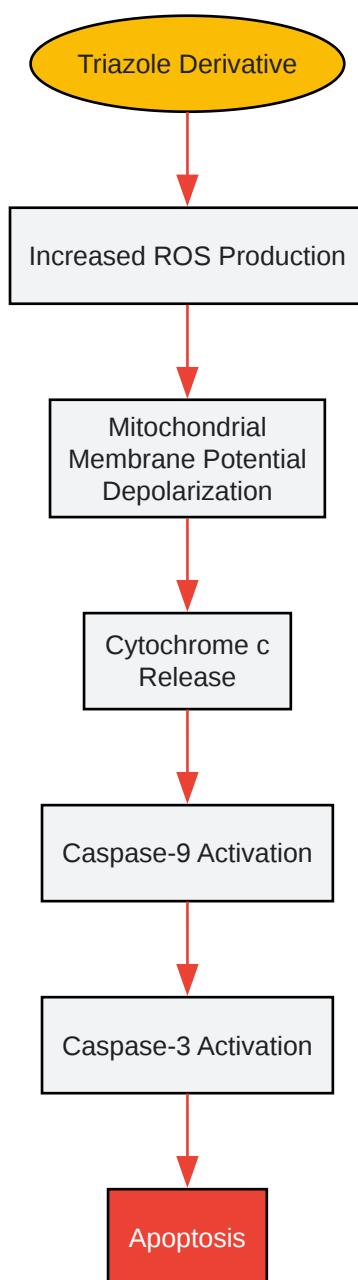 Triazole Derivative
Increased ROS Production
Mitochondrial
Membrane Potential
Depolarization
Cytochrome c
Release
Caspase-9 Activation
Caspase-3 Activation
Apoptosis